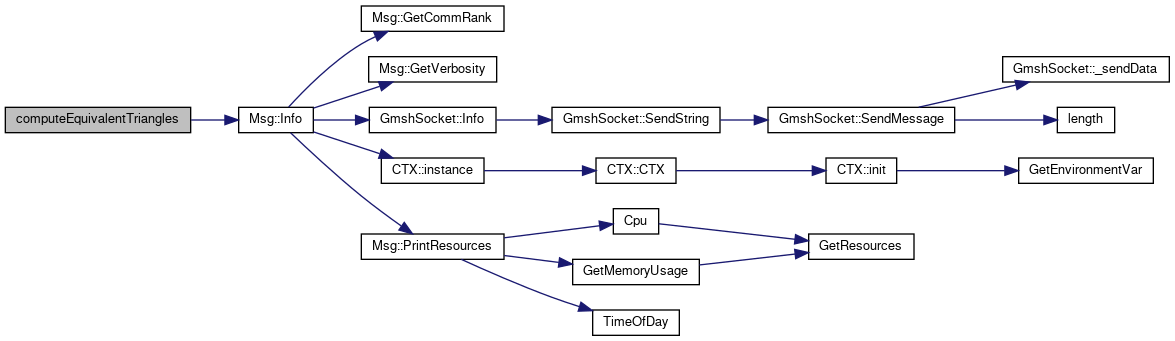 computeEquivalentTriangles
Msg::Info
Msg::GetCommRank
Msg::GetVerbosity
GmshSocket::Info
GmshSocket::SendString
GmshSocket::SendMessage
GmshSocket::_sendData
length
CTX::instance
CTX::CTX
CTX::init
GetEnvironmentVar
Msg::PrintResources
Cpu
GetMemoryUsage
GetResources
TimeOfDay